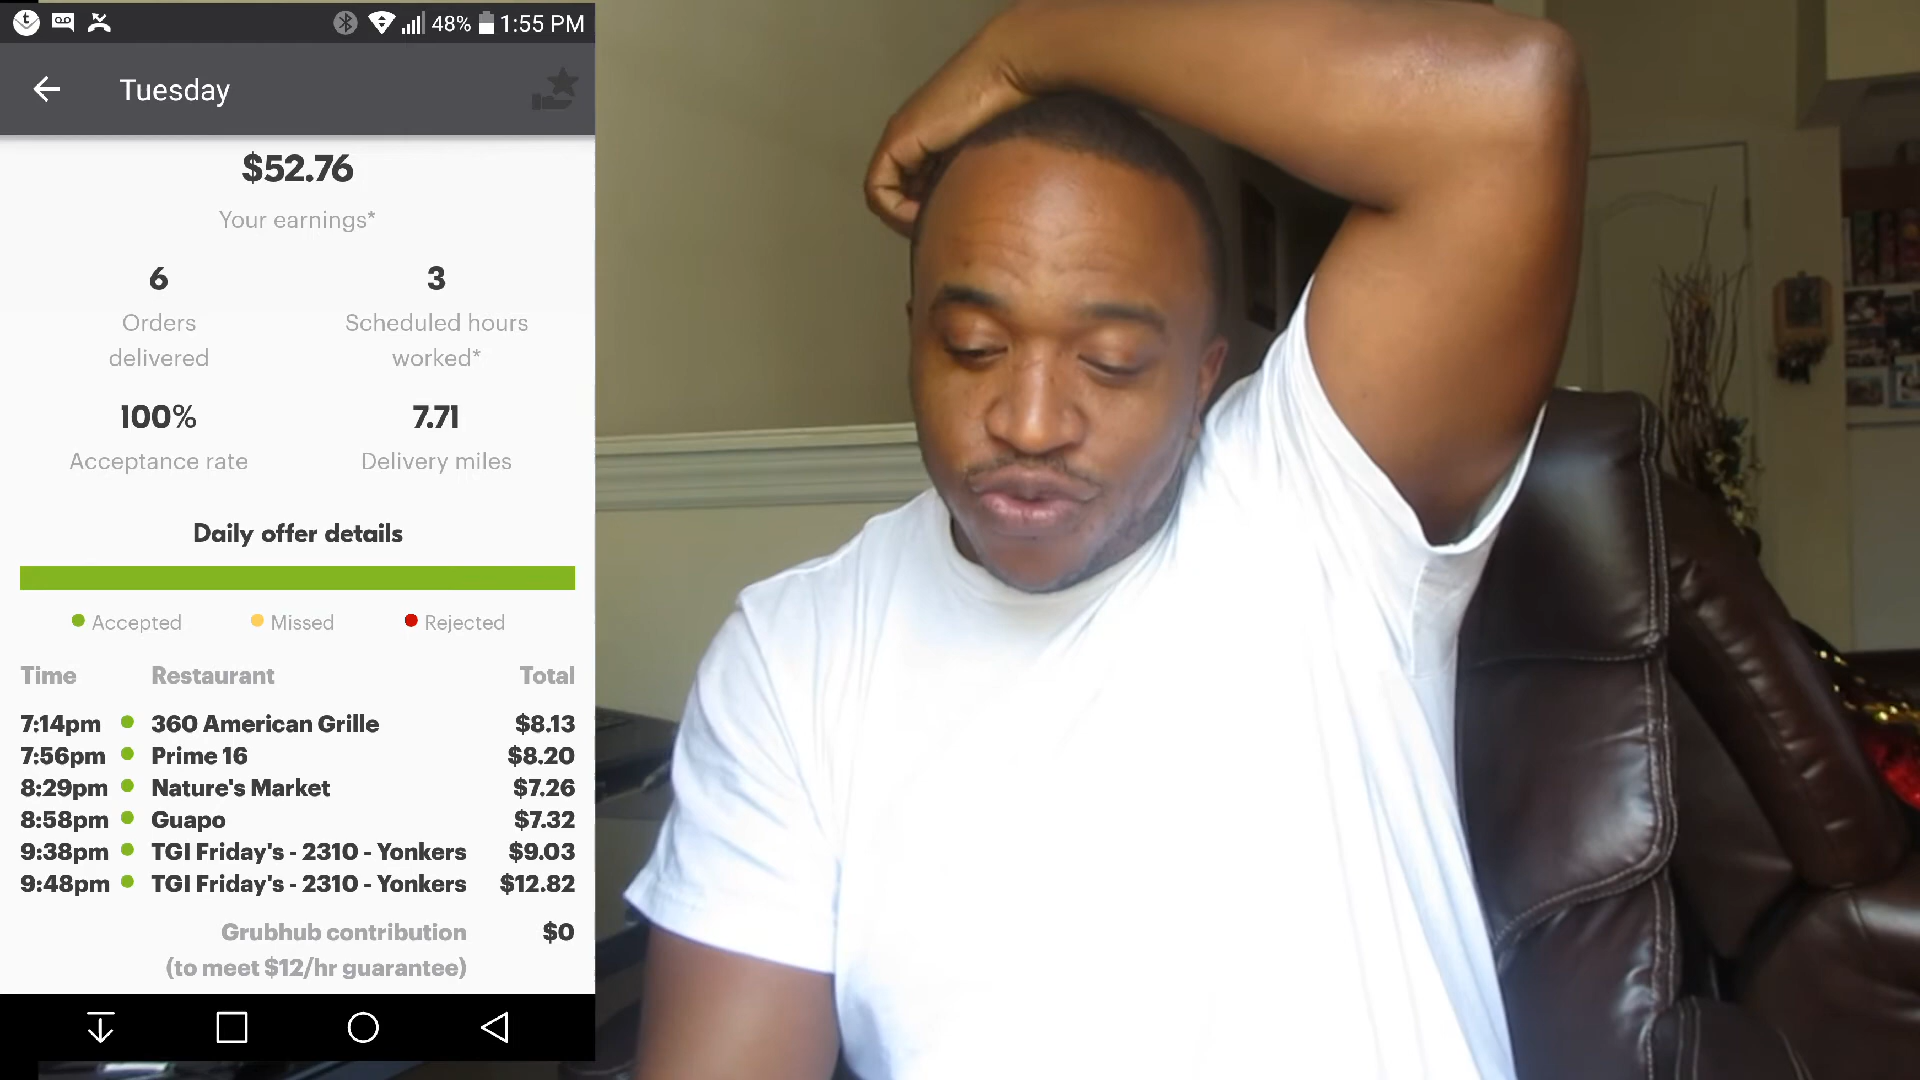 48% 1:55 PM
Tuesday
$52.76
Your earnings*
6 3
Orders delivered Scheduled hours worked*
100% 7.71
Acceptance rate Delivery miles
Daily offer details
Accepted Missed Rejected
Time Restaurant Total
7:14pm 360 American Grille $8.13
7:56pm Prime 16 $8.20
8:29pm Nature's Market $7.26
8:58pm Guapo $7.32
9:38pm TGI Friday's - 2310 - Yonkers $9.03
9:48pm TGI Friday's - 2310 - Yonkers $12.82
Grubhub contribution $0
(to meet $12/hr guarantee)